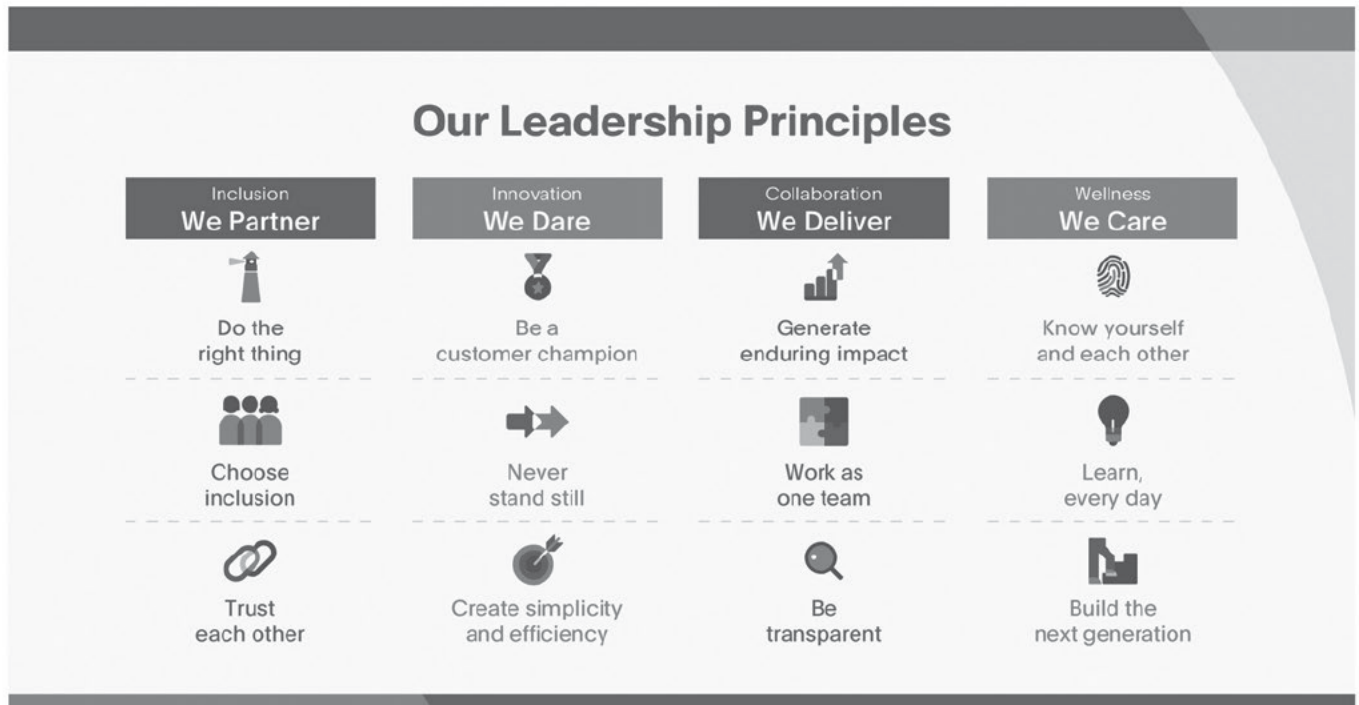 Our Leadership Principles
Inclusion
We Partner
Do the
right thing
Choose
inclusion
Trust
each other
Innovation
We Dare
Be a
customer champion
Never
stand still
Create simplicity
and efficiency
Collaboration
We Deliver
Generate
enduring impact
Work as
one team
Be
transparent
Wellness
We Care
Know yourself
and each other
Learn,
every day
Build the
next generation